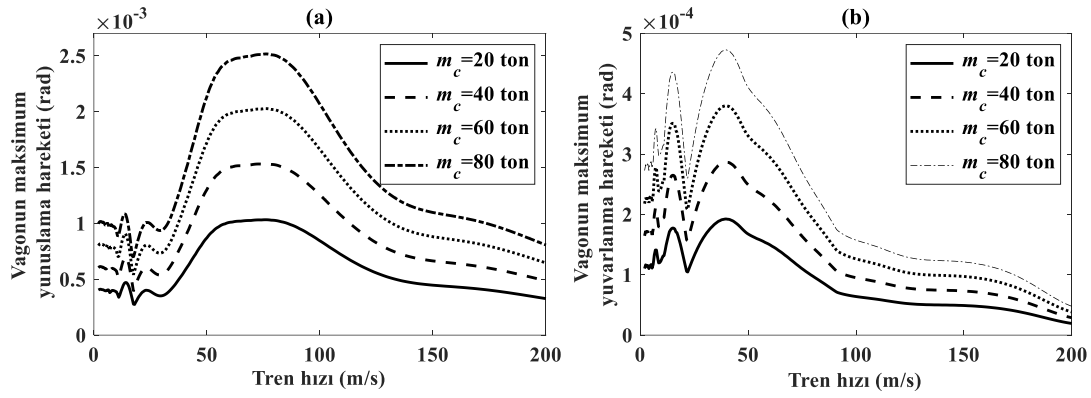 (a)
×10⁻³
Vagonun maksimum
yunuslama hareketi (rad)
2.5
2
1.5
1
0.5
0
0 50 100 150 200
Tren hızı (m/s)
m_c=20 ton
m_c=40 ton
m_c=60 ton
m_c=80 ton
(b)
×10⁻⁴
Vagonun maksimum
yuvarlanma hareketi (rad)
5
4
3
2
1
0
0 50 100 150 200
Tren hızı (m/s)
m_c=20 ton
m_c=40 ton
m_c=60 ton
m_c=80 ton